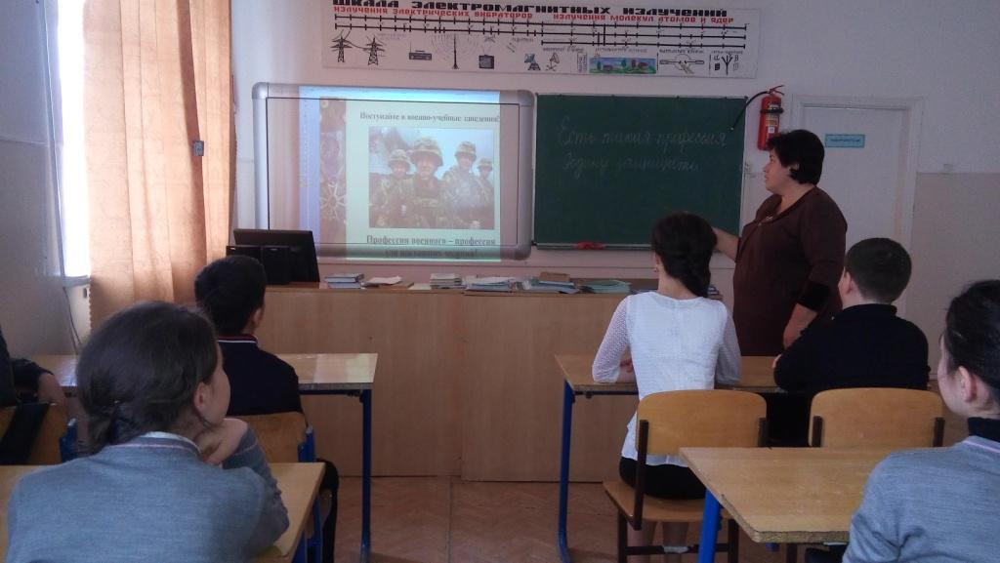 ШКАЛА ЭЛЕКТРОМАГНИТНЫХ ИЗЛУЧЕНИЙ
ИЗЛУЧЕНИЯ ЭЛЕКТРИЧЕСКИХ ВИБРАТОРОВ ИЗЛУЧЕНИЯ МОЛЕКУЛ АТОМОВ И ЯДЕР
Поступайте в военно-учебные заведения!
Профессия военного – профессия
для настоящих мужчин!
Есть такая профессия
Родину защищать